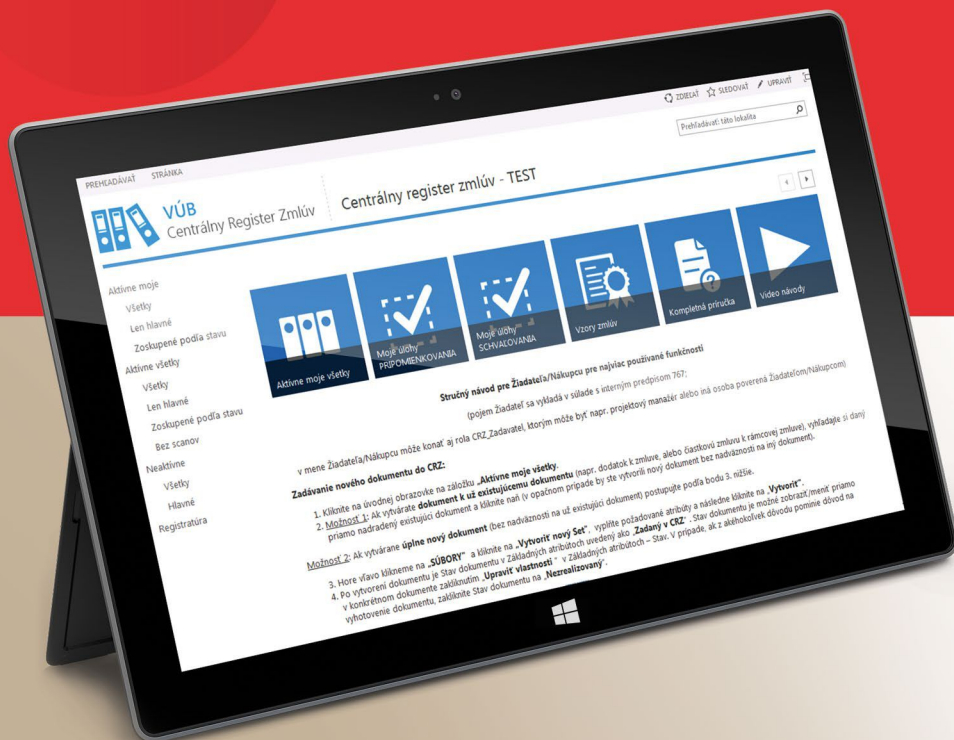 ZDIEĽAŤ SLEDOVAŤ UPRAVIŤ
PREHĽADÁVAŤ STRÁNKA
Prehľadávať: táto lokalita
VÚB
Centrálny Register Zmlúv
Centrálny register zmlúv - TEST
Aktívne moje
Všetky
Len hlavné
Zoskupené podľa stavu
Aktívne všetky
Všetky
Len hlavné
Zoskupené podľa stavu
Bez scanov
Neaktívne
Všetky
Hlavné
Registratúra
Aktívne moje všetky
Moje úlohy
PRIPOMIENKOVANIA
Moje úlohy
SCHVAĽOVANIA
Vzory zmlúv
Kompletná príručka
Video návody
Stručný návod pre Žiadateľa/Nákupcu pre najviac používané funkčnosti
(pojem Žiadateľ sa vykladá v súlade s interným predpisom 767;
v mene Žiadateľa/Nákupcu môže konať aj rola CRZ_Zadavatel, ktorým môže byť napr. projektový manažér alebo iná osoba poverená Žiadateľom/Nákupcom)
Zadávanie nového dokumentu do CRZ:
1. Kliknite na úvodnej obrazovke na záložku „Aktívne moje všetky.
2. Možnosť 1: Ak vytvárate dokument k už existujúcemu dokumentu (napr. dodatok k zmluve, alebo čiastkovú zmluvu k rámcovej zmluve), vyhľadajte si daný
priamo nadradený existujúci dokument a kliknite naň (v opačnom prípade by ste vytvorili nový dokument bez nadväznosti na iný dokument).
Možnosť 2: Ak vytvárane úplne nový dokument (bez nadväznosti na už existujúci dokument) postupujte podľa bodu 3. nižšie.
3. Hore vľavo klikneme na „SÚBORY" a kliknite na „Vytvoriť nový Set", vyplňte požadované atribúty a následne kliknite na „Vytvoriť".
4. Po vytvorení dokumentu je Stav dokumentu v Základných atribútoch uvedený ako „Zadaný v CRZ" . Stav dokumentu je možné zobraziť/meniť priamo
v konkrétnom dokumente zakliknutím „Upraviť vlastnosti " v Základných atribútoch – Stav. V prípade, ak z akéhokoľvek dôvodu pominie dôvod na
vyhotovenie dokumentu, zakliknite Stav dokumentu na „Nezrealizovaný".